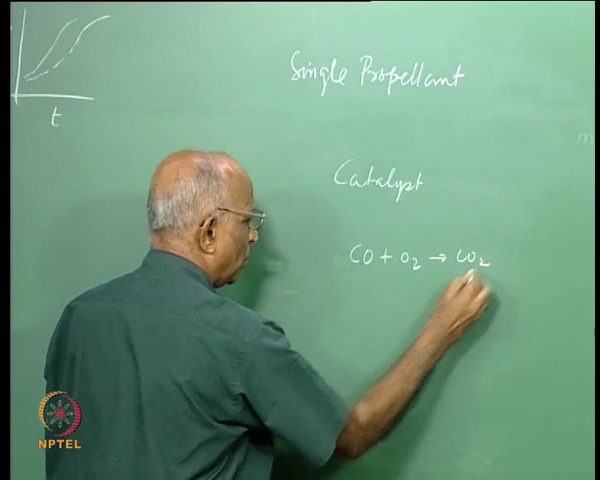 Single Propellant
t
Catalyst
CO + O₂ → CO₂
NPTEL